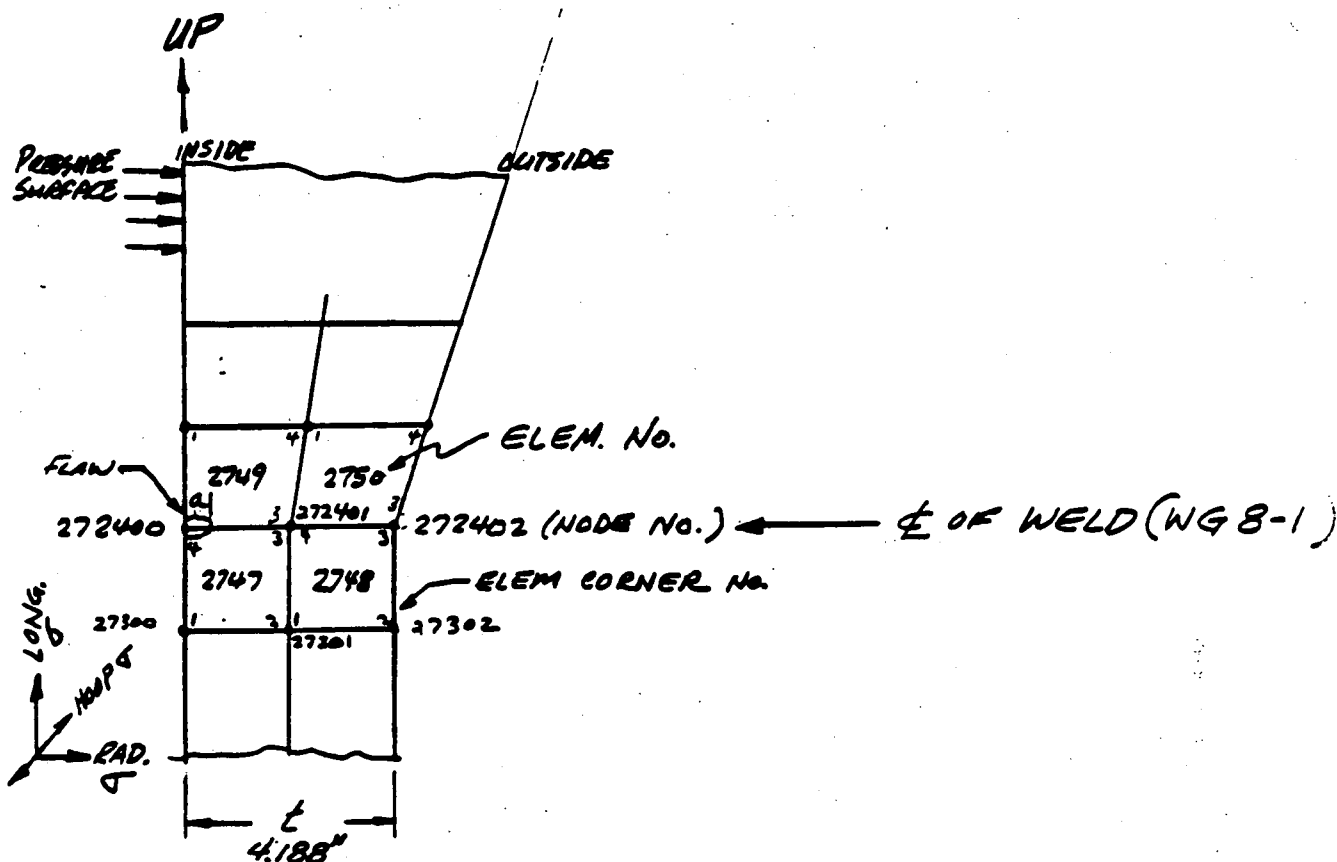 UP
INSIDE
OUTSIDE
PRESSURE
SURFACE
1 4 1 4
ELEM. NO.
FLAW
2749 2750
a
3 272401 3
272400
272402 (NODE NO.)
℄ OF WELD (WG 8-1)
4 3 4 3
2747 2748
ELEM CORNER NO.
27300 1 2 1 2 27302
27301
LONG. σ
HOOP σ
RAD. σ
t
4.188"